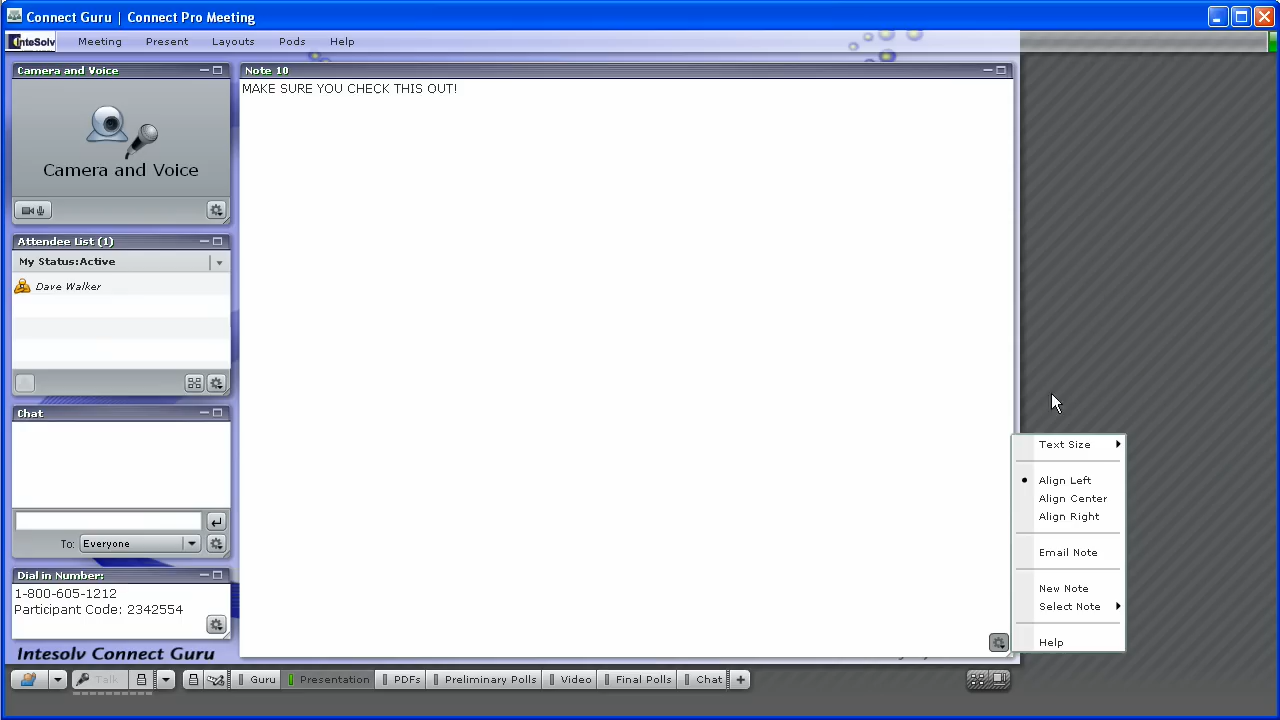 Connect Guru | Connect Pro Meeting
InteSolv Meeting Present Layouts Pods Help
Camera and Voice
Camera and Voice
Attendee List (1)
My Status:Active
Dave Walker
Chat
To: Everyone
Dial in Number:
1-800-605-1212
Participant Code: 2342554
Intesolv Connect Guru
Note 10
MAKE SURE YOU CHECK THIS OUT!
Text Size
Align Left
Align Center
Align Right
Email Note
New Note
Select Note
Help
Talk Guru Presentation PDFs Preliminary Polls Video Final Polls Chat +